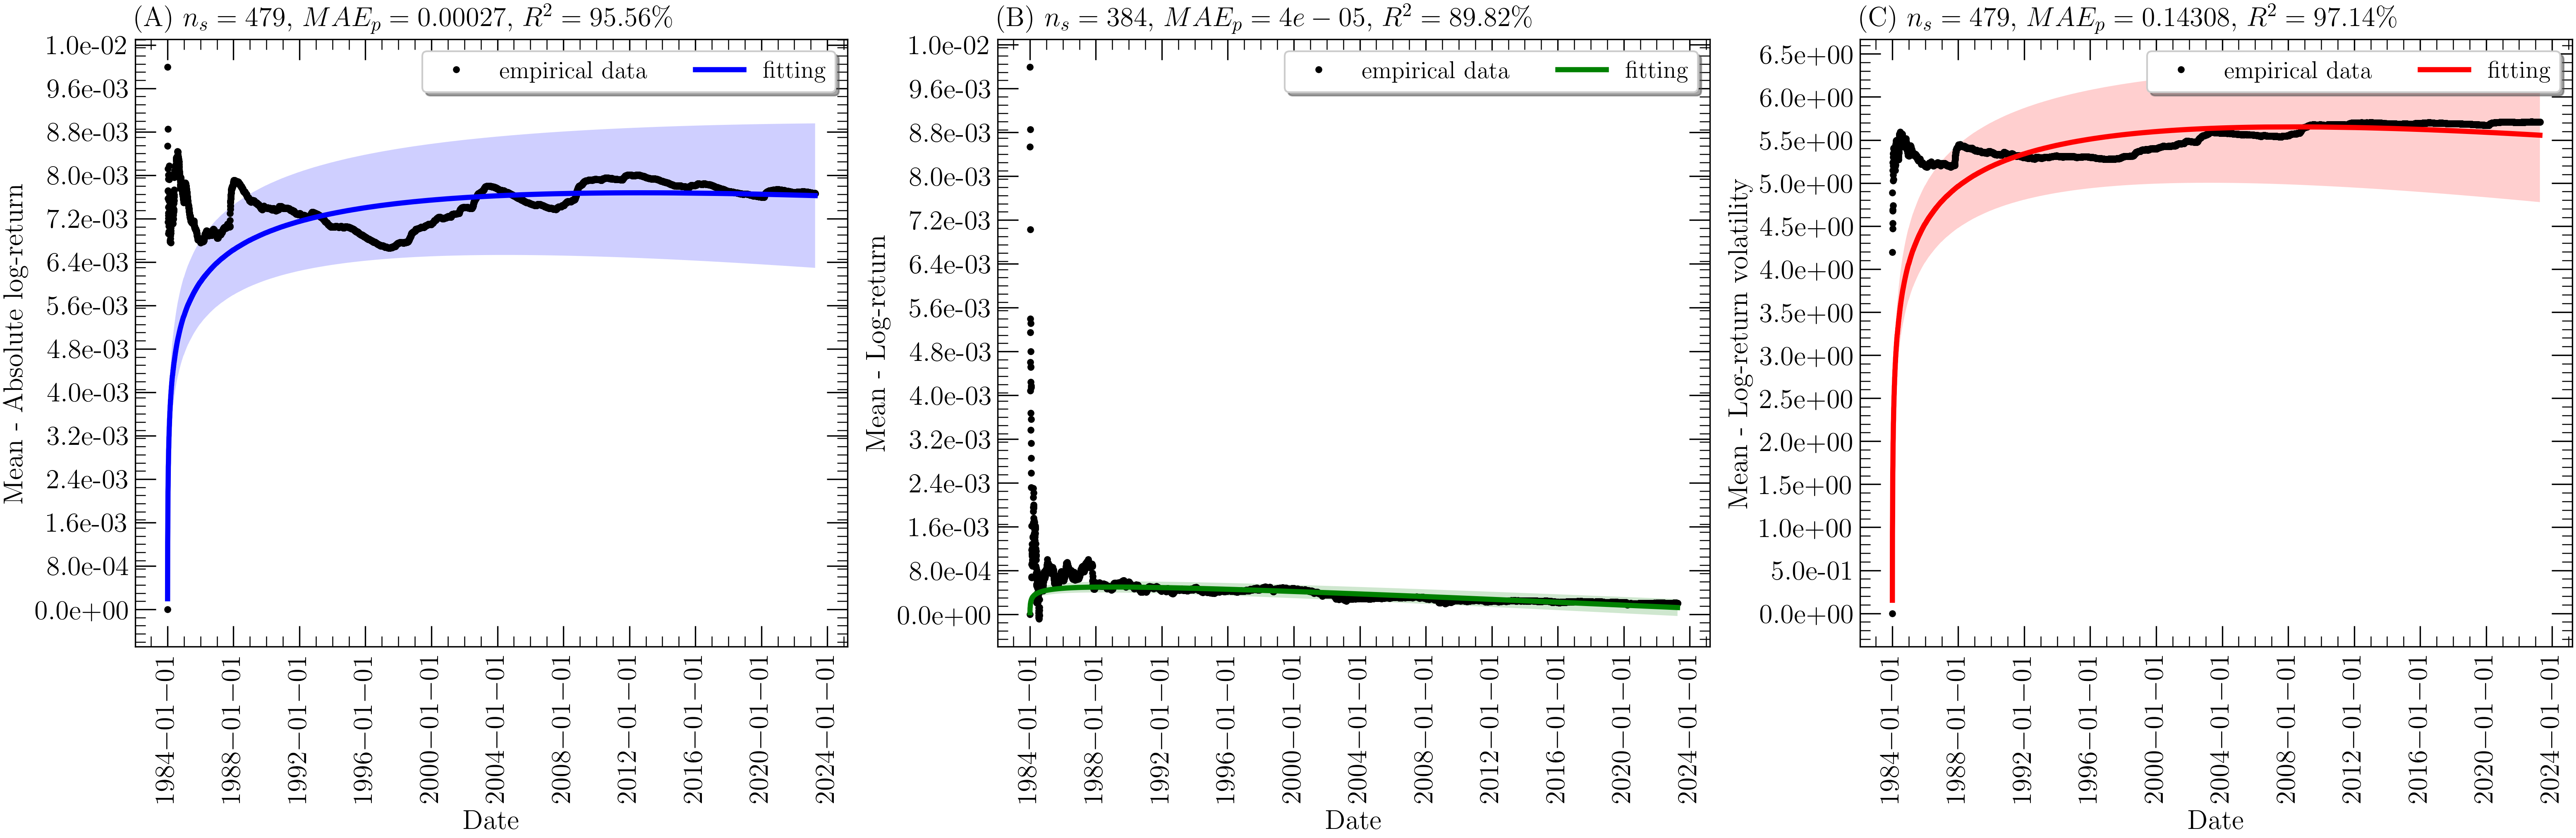 (A) n_s = 479, MAE_p = 0.00027, R² = 95.56%
empirical data fitting
Mean - Absolute log-return
1.0e-02
9.6e-03
8.8e-03
8.0e-03
7.2e-03
6.4e-03
5.6e-03
4.8e-03
4.0e-03
3.2e-03
2.4e-03
1.6e-03
8.0e-04
0.0e+00
1984−01−01
1988−01−01
1992−01−01
1996−01−01
2000−01−01
2004−01−01
2008−01−01
2012−01−01
2016−01−01
2020−01−01
2024−01−01
Date
(B) n_s = 384, MAE_p = 4e − 05, R² = 89.82%
empirical data fitting
Mean - Log-return
1.0e-02
9.6e-03
8.8e-03
8.0e-03
7.2e-03
6.4e-03
5.6e-03
4.8e-03
4.0e-03
3.2e-03
2.4e-03
1.6e-03
8.0e-04
0.0e+00
1984−01−01
1988−01−01
1992−01−01
1996−01−01
2000−01−01
2004−01−01
2008−01−01
2012−01−01
2016−01−01
2020−01−01
2024−01−01
Date
(C) n_s = 479, MAE_p = 0.14308, R² = 97.14%
empirical data fitting
Mean - Log-return volatility
6.5e+00
6.0e+00
5.5e+00
5.0e+00
4.5e+00
4.0e+00
3.5e+00
3.0e+00
2.5e+00
2.0e+00
1.5e+00
1.0e+00
5.0e-01
0.0e+00
1984−01−01
1988−01−01
1992−01−01
1996−01−01
2000−01−01
2004−01−01
2008−01−01
2012−01−01
2016−01−01
2020−01−01
2024−01−01
Date